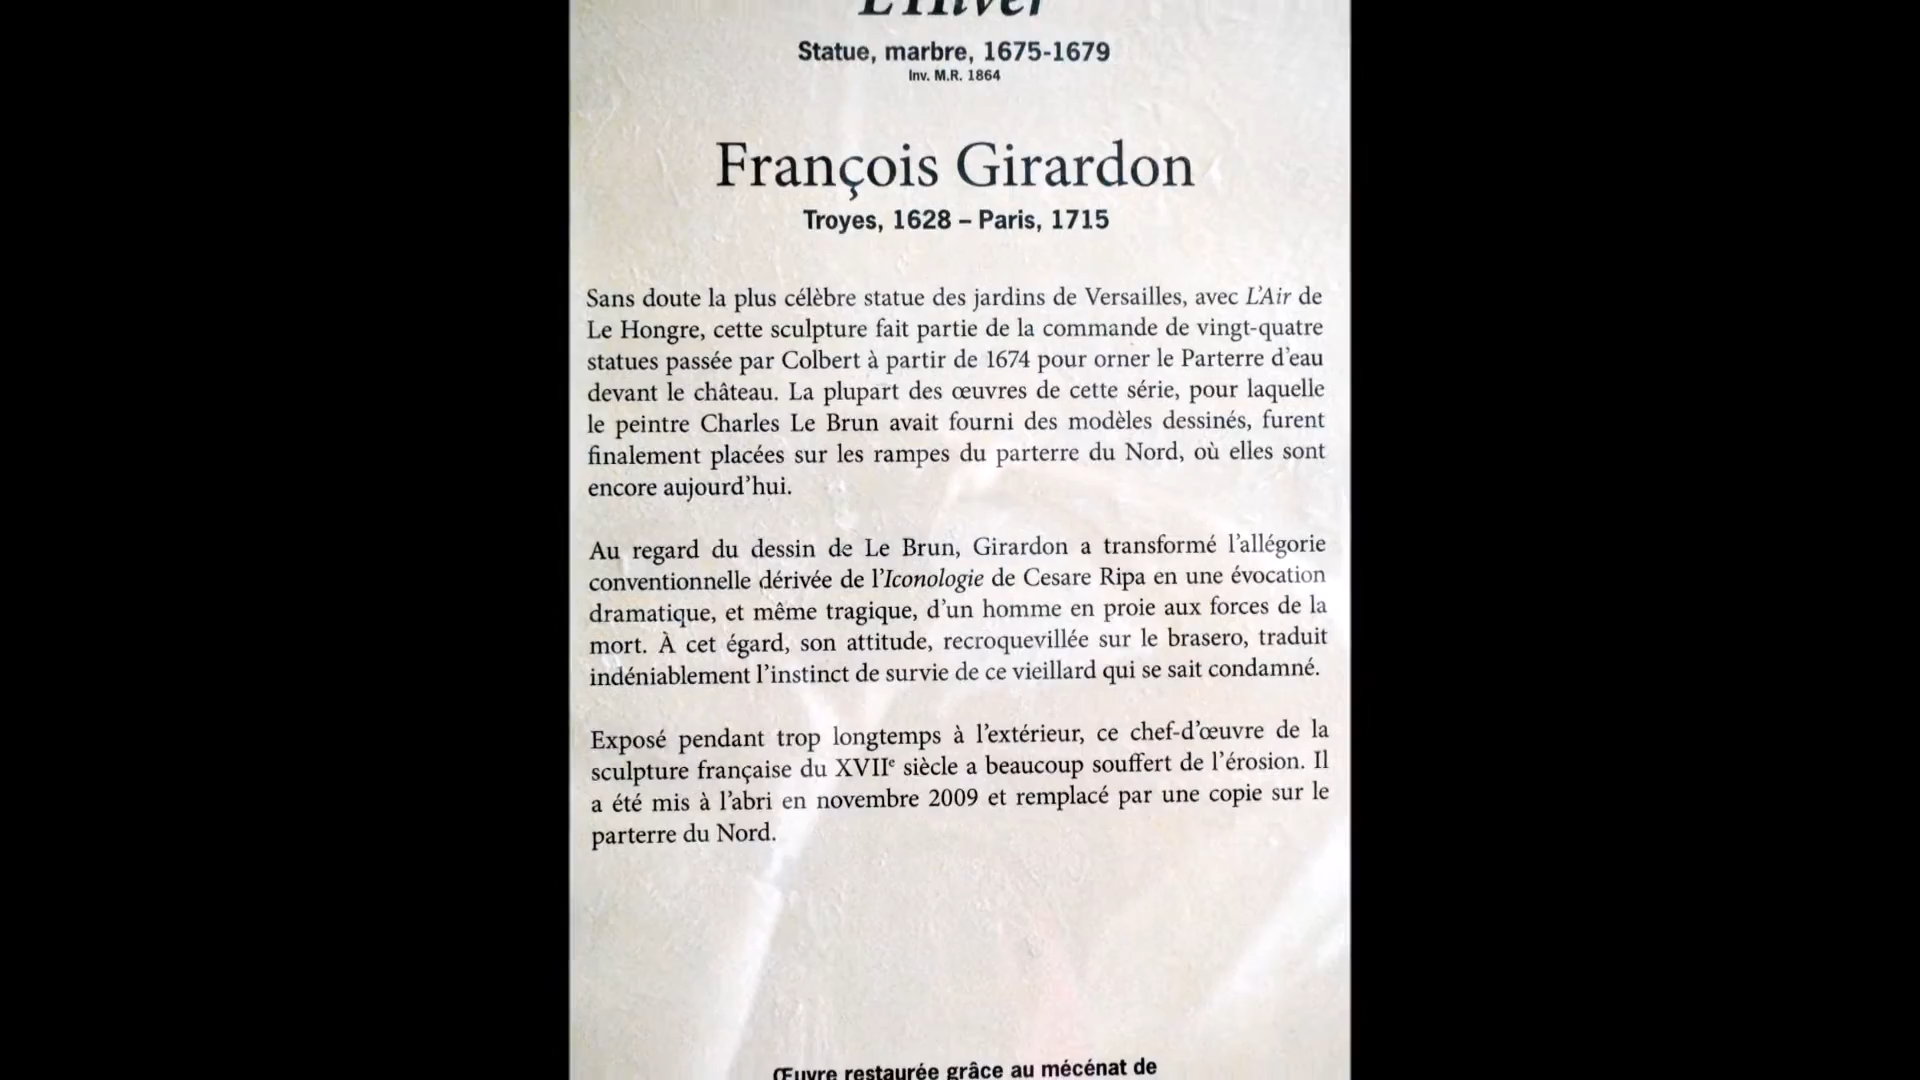 L'Hiver
Statue, marbre, 1675-1679
Inv. M.R. 1864
François Girardon
Troyes, 1628 – Paris, 1715
Sans doute la plus célèbre statue des jardins de Versailles, avec L'Air de
Le Hongre, cette sculpture fait partie de la commande de vingt-quatre
statues passée par Colbert à partir de 1674 pour orner le Parterre d'eau
devant le château. La plupart des œuvres de cette série, pour laquelle
le peintre Charles Le Brun avait fourni des modèles dessinés, furent
finalement placées sur les rampes du parterre du Nord, où elles sont
encore aujourd'hui.
Au regard du dessin de Le Brun, Girardon a transformé l'allégorie
conventionnelle dérivée de l'Iconologie de Cesare Ripa en une évocation
dramatique, et même tragique, d'un homme en proie aux forces de la
mort. À cet égard, son attitude, recroquevillée sur le brasero, traduit
indéniablement l'instinct de survie de ce vieillard qui se sait condamné.
Exposé pendant trop longtemps à l'extérieur, ce chef-d'œuvre de la
sculpture française du XVIIe siècle a beaucoup souffert de l'érosion. Il
a été mis à l'abri en novembre 2009 et remplacé par une copie sur le
parterre du Nord.
Œuvre restaurée grâce au mécénat de